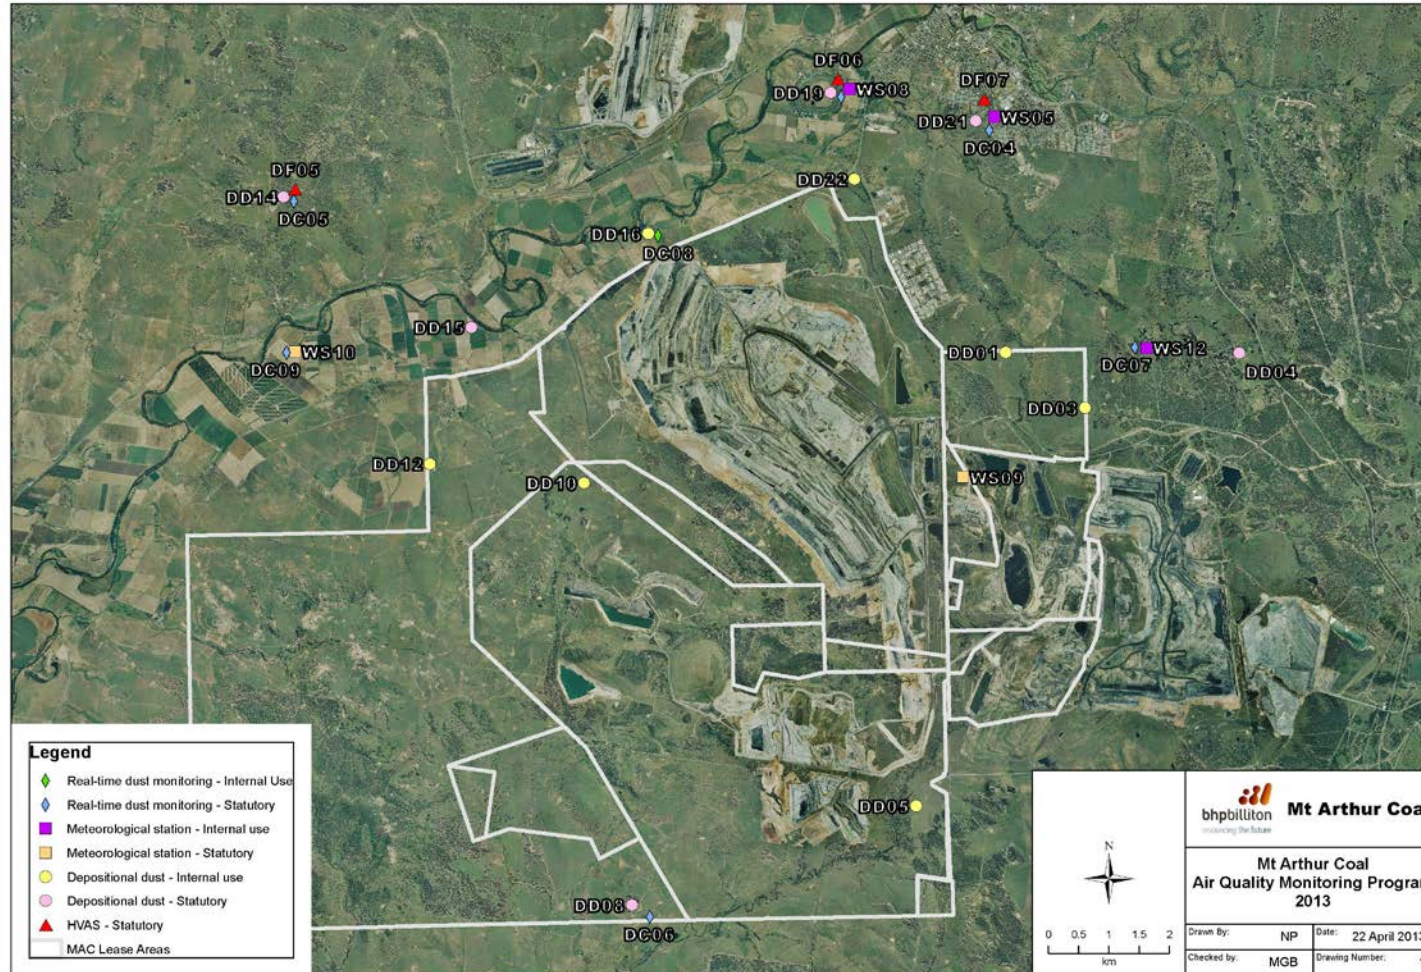 DF06
DD19
WS08
DF07
DD21
WS05
DC04
DF05
DD14
DC05
DD22
DD16
DC08
DD15
WS10
DC09
DD01
DC07
WS12
DD04
DD03
DD12
DD10
WS09
DD05
DD08
DC06
Legend
Real-time dust monitoring - Internal Use
Real-time dust monitoring - Statutory
Meteorological station - Internal use
Meteorological station - Statutory
Depositional dust - Internal use
Depositional dust - Statutory
HVAS - Statutory
MAC Lease Areas
N
0 0.5 1 1.5 2
km
bhpbilliton
resourcing the future
Mt Arthur Coa
Mt Arthur Coal
Air Quality Monitoring Program
2013
Drawn By: NP Date: 22 April 2013
Checked by: MGB Drawing Number: